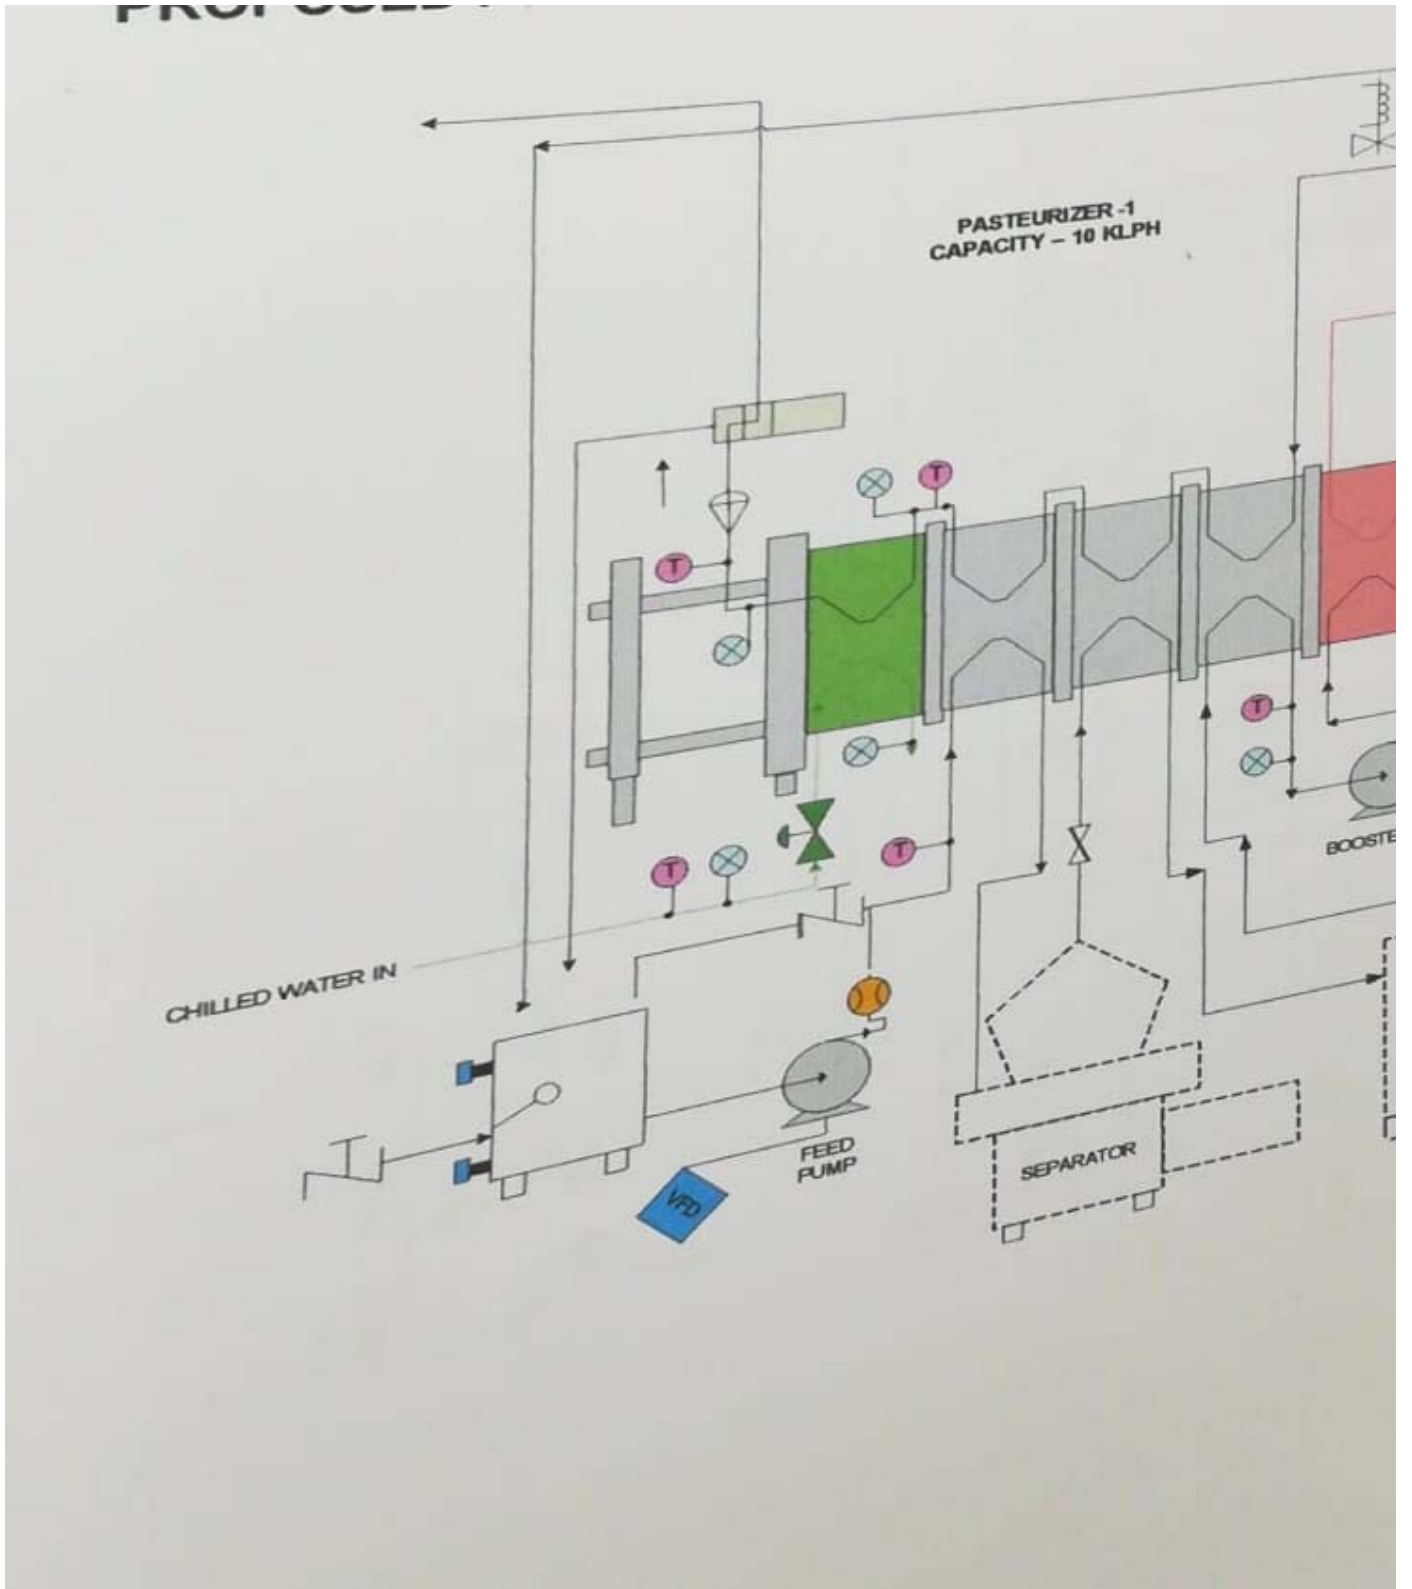 PASTEURIZER -1
CAPACITY – 10 KLPH
T
T
T
T
T
CHILLED WATER IN
FEED
PUMP
VFD
SEPARATOR